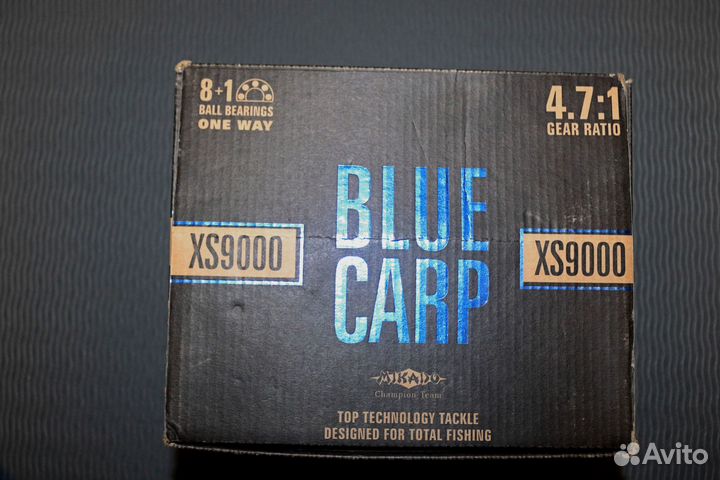 8+1
BALL BEARINGS
ONE WAY
4.7:1
GEAR RATIO
BLUE
CARP
XS9000
XS9000
MIKADO
Champion Team
TOP TECHNOLOGY TACKLE
DESIGNED FOR TOTAL FISHING
Avito